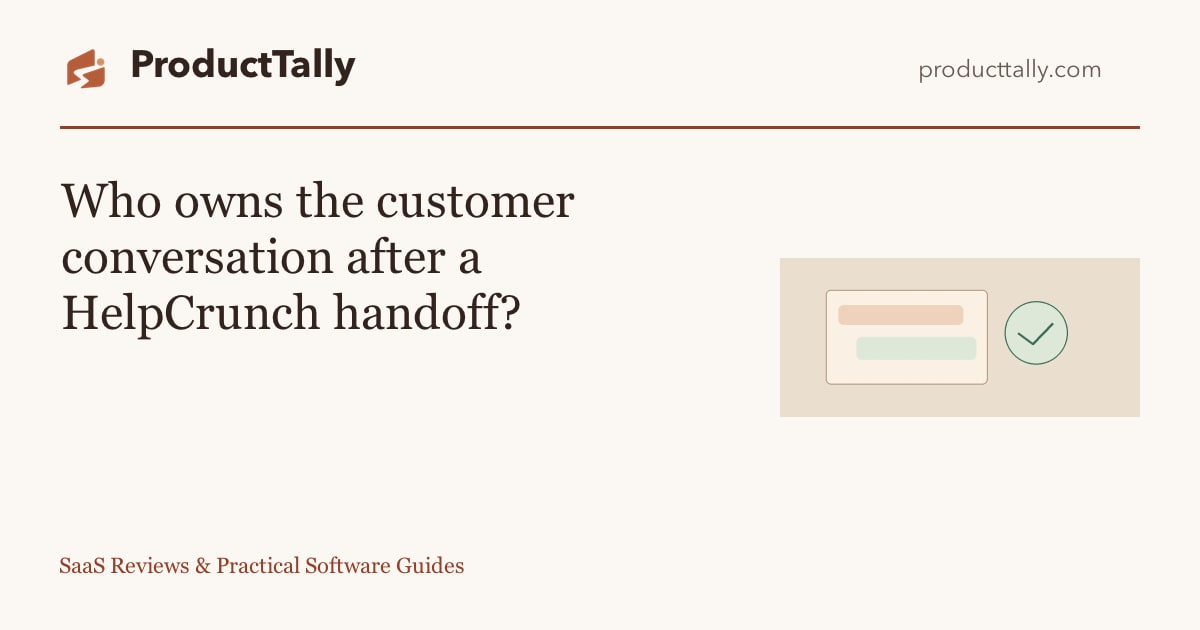 ProductTally
producttally.com
Who owns the customer
conversation after a
HelpCrunch handoff?
SaaS Reviews & Practical Software Guides